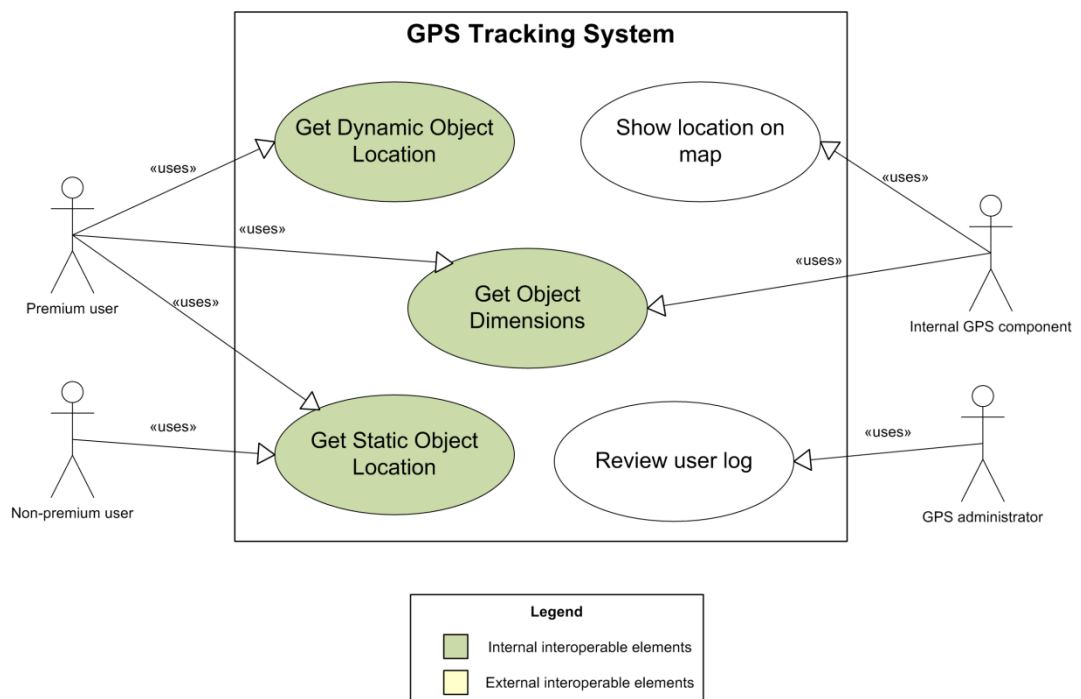 GPS Tracking System
Get Dynamic Object
Location
Show location on
map
«uses»
«uses»
«uses»
«uses»
Get Object
Dimensions
«uses»
Premium user
Internal GPS component
«uses»
Get Static Object
Location
«uses»
Review user log
Non-premium user
GPS administrator
Legend
Internal interoperable elements
External interoperable elements